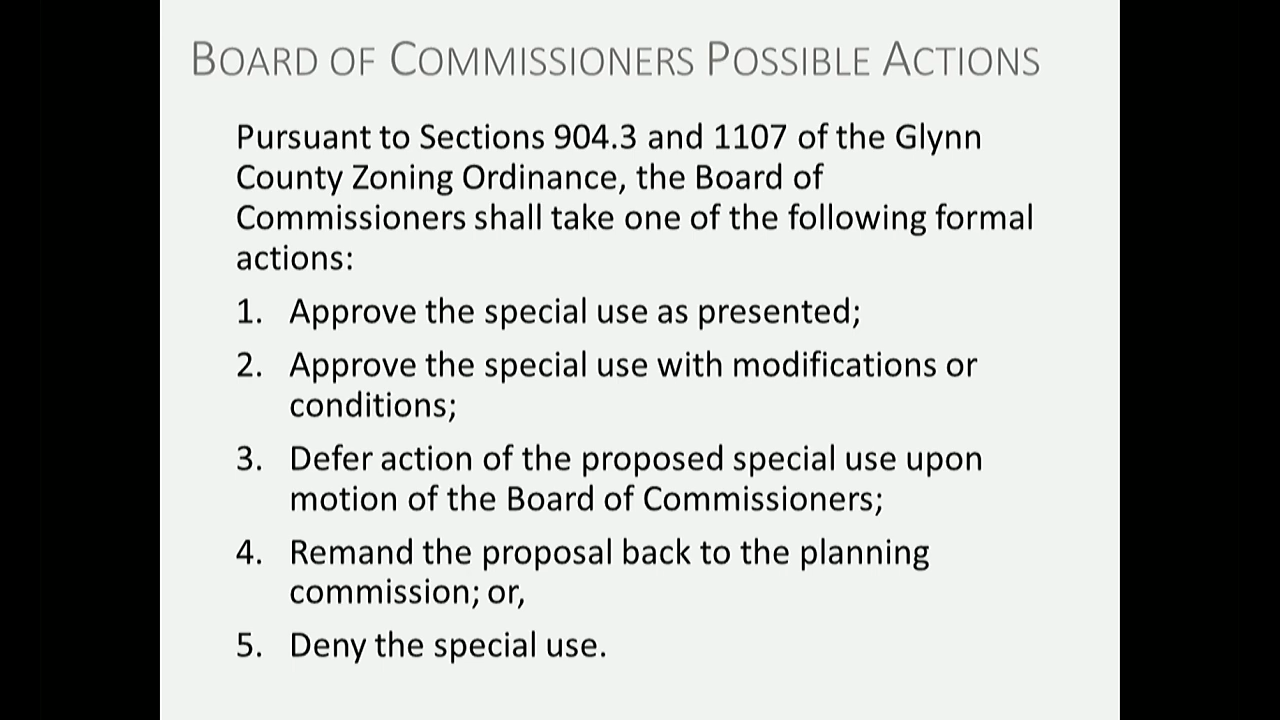 BOARD OF COMMISSIONERS POSSIBLE ACTIONS
Pursuant to Sections 904.3 and 1107 of the Glynn
County Zoning Ordinance, the Board of
Commissioners shall take one of the following formal
actions:
1. Approve the special use as presented;
2. Approve the special use with modifications or
conditions;
3. Defer action of the proposed special use upon
motion of the Board of Commissioners;
4. Remand the proposal back to the planning
commission; or,
5. Deny the special use.